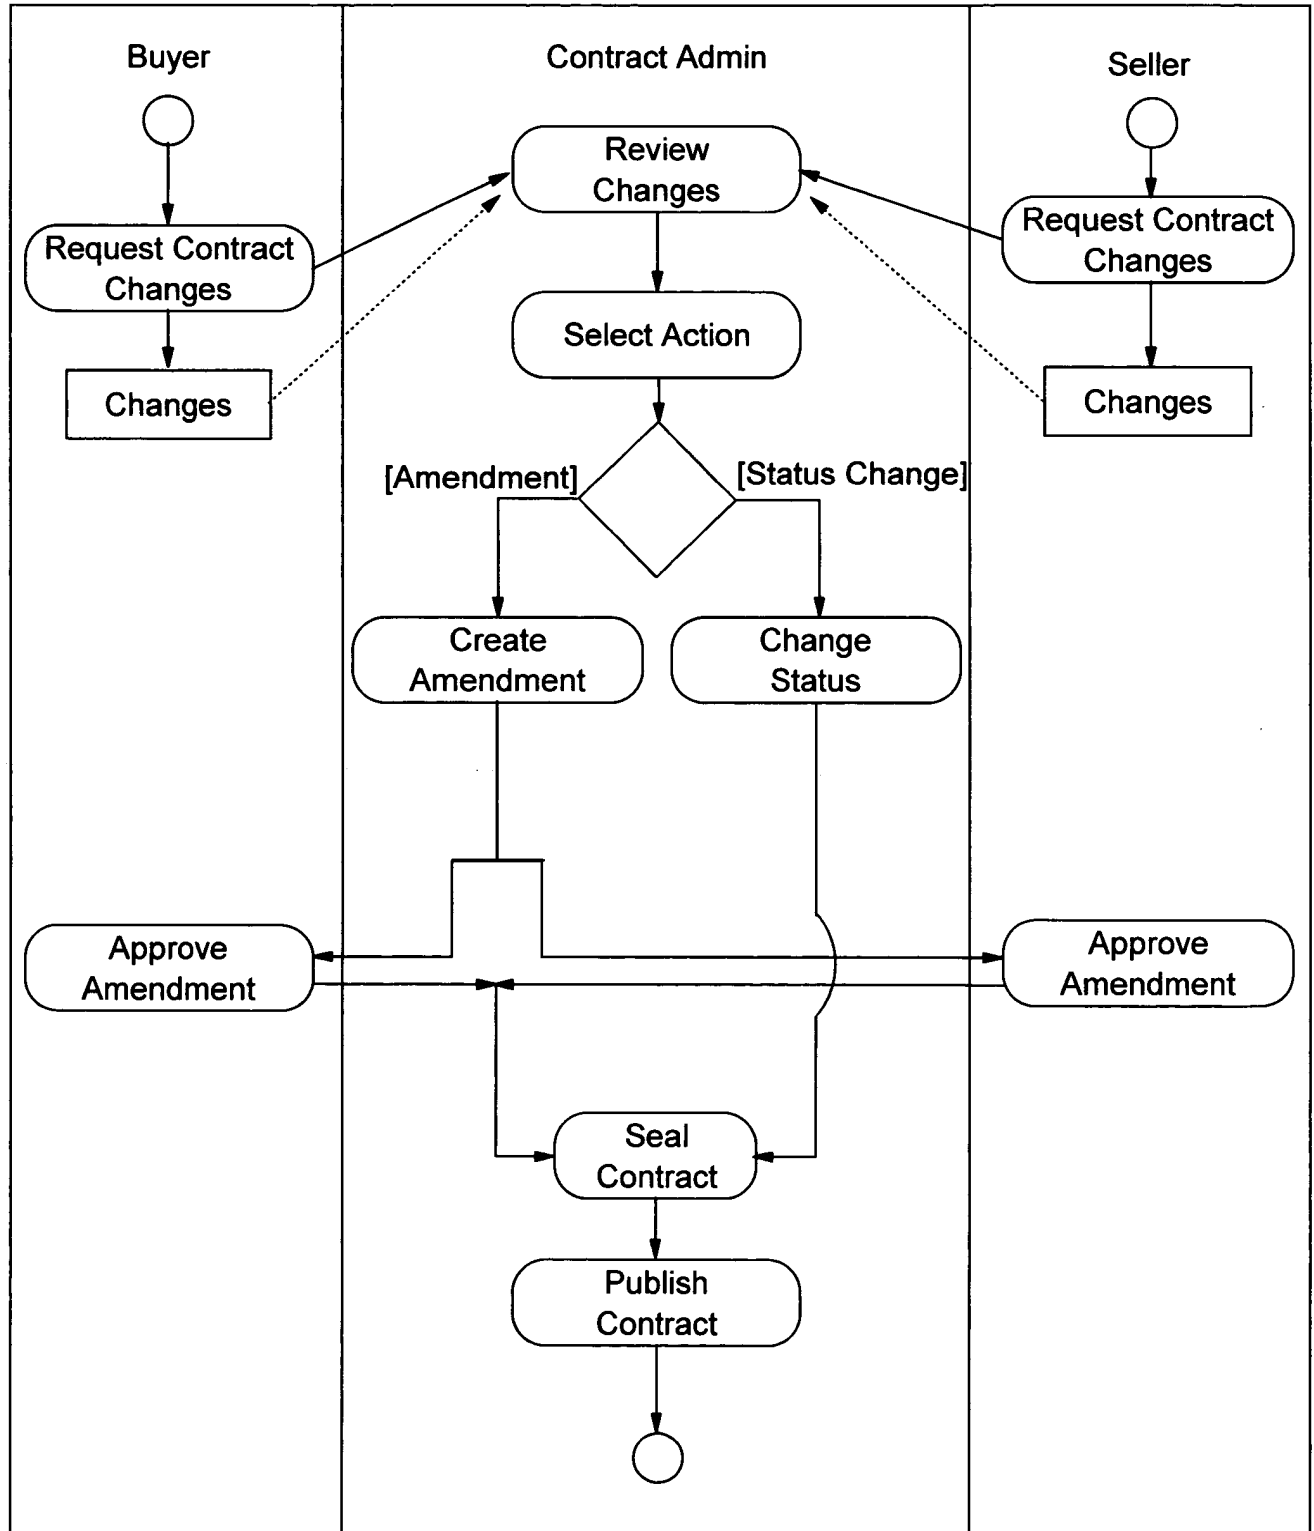 Buyer
Contract Admin
Seller
Review
Changes
Request Contract
Changes
Request Contract
Changes
Select Action
Changes
Changes
[Amendment]
[Status Change]
Create
Amendment
Change
Status
Approve
Amendment
Approve
Amendment
Seal
Contract
Publish
Contract